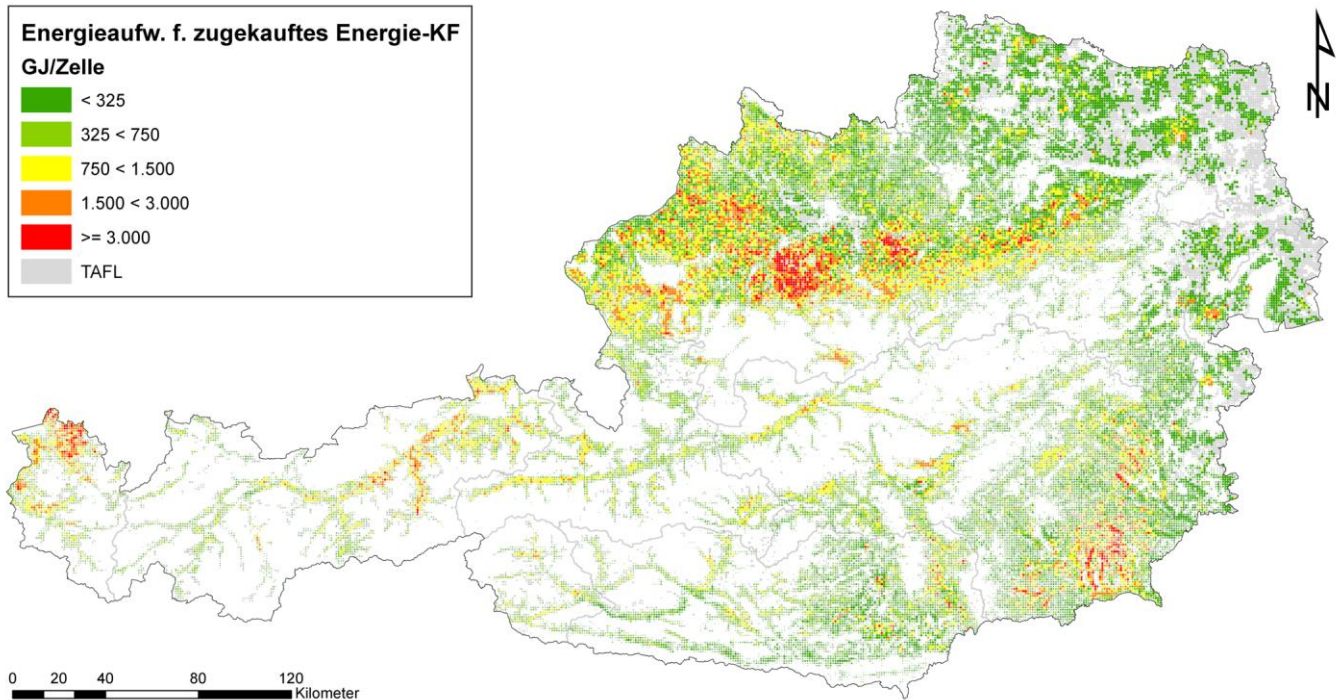 Energieaufw. f. zugekauftes Energie-KF
GJ/Zelle
< 325
325 < 750
750 < 1.500
1.500 < 3.000
>= 3.000
TAFL
N
0 20 40 80 120
Kilometer